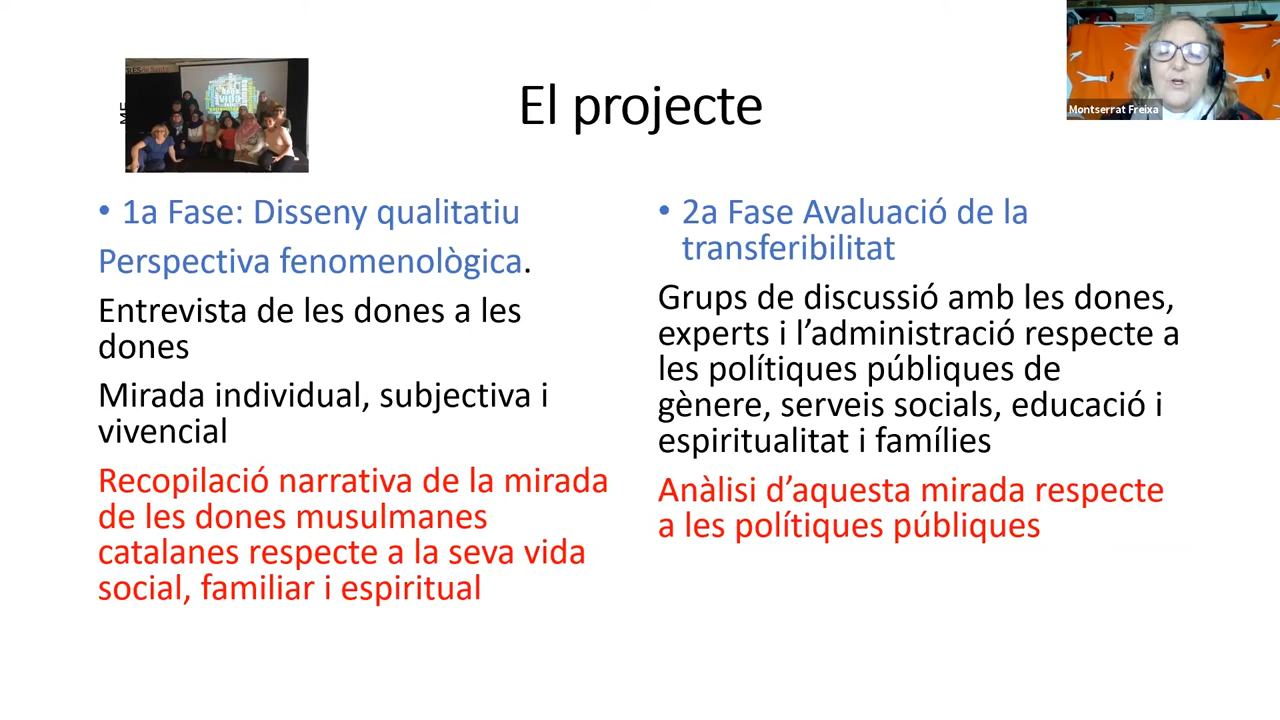 El projecte
Montserrat Freixa
vida
• 1a Fase: Disseny qualitatiu
Perspectiva fenomenològica.
Entrevista de les dones a les
dones
Mirada individual, subjectiva i
vivencial
Recopilació narrativa de la mirada
de les dones musulmanes
catalanes respecte a la seva vida
social, familiar i espiritual
• 2a Fase Avaluació de la
transferibilitat
Grups de discussió amb les dones,
experts i l’administració respecte a
les polítiques públiques de
gènere, serveis socials, educació i
espiritualitat i famílies
Anàlisi d’aquesta mirada respecte
a les polítiques públiques